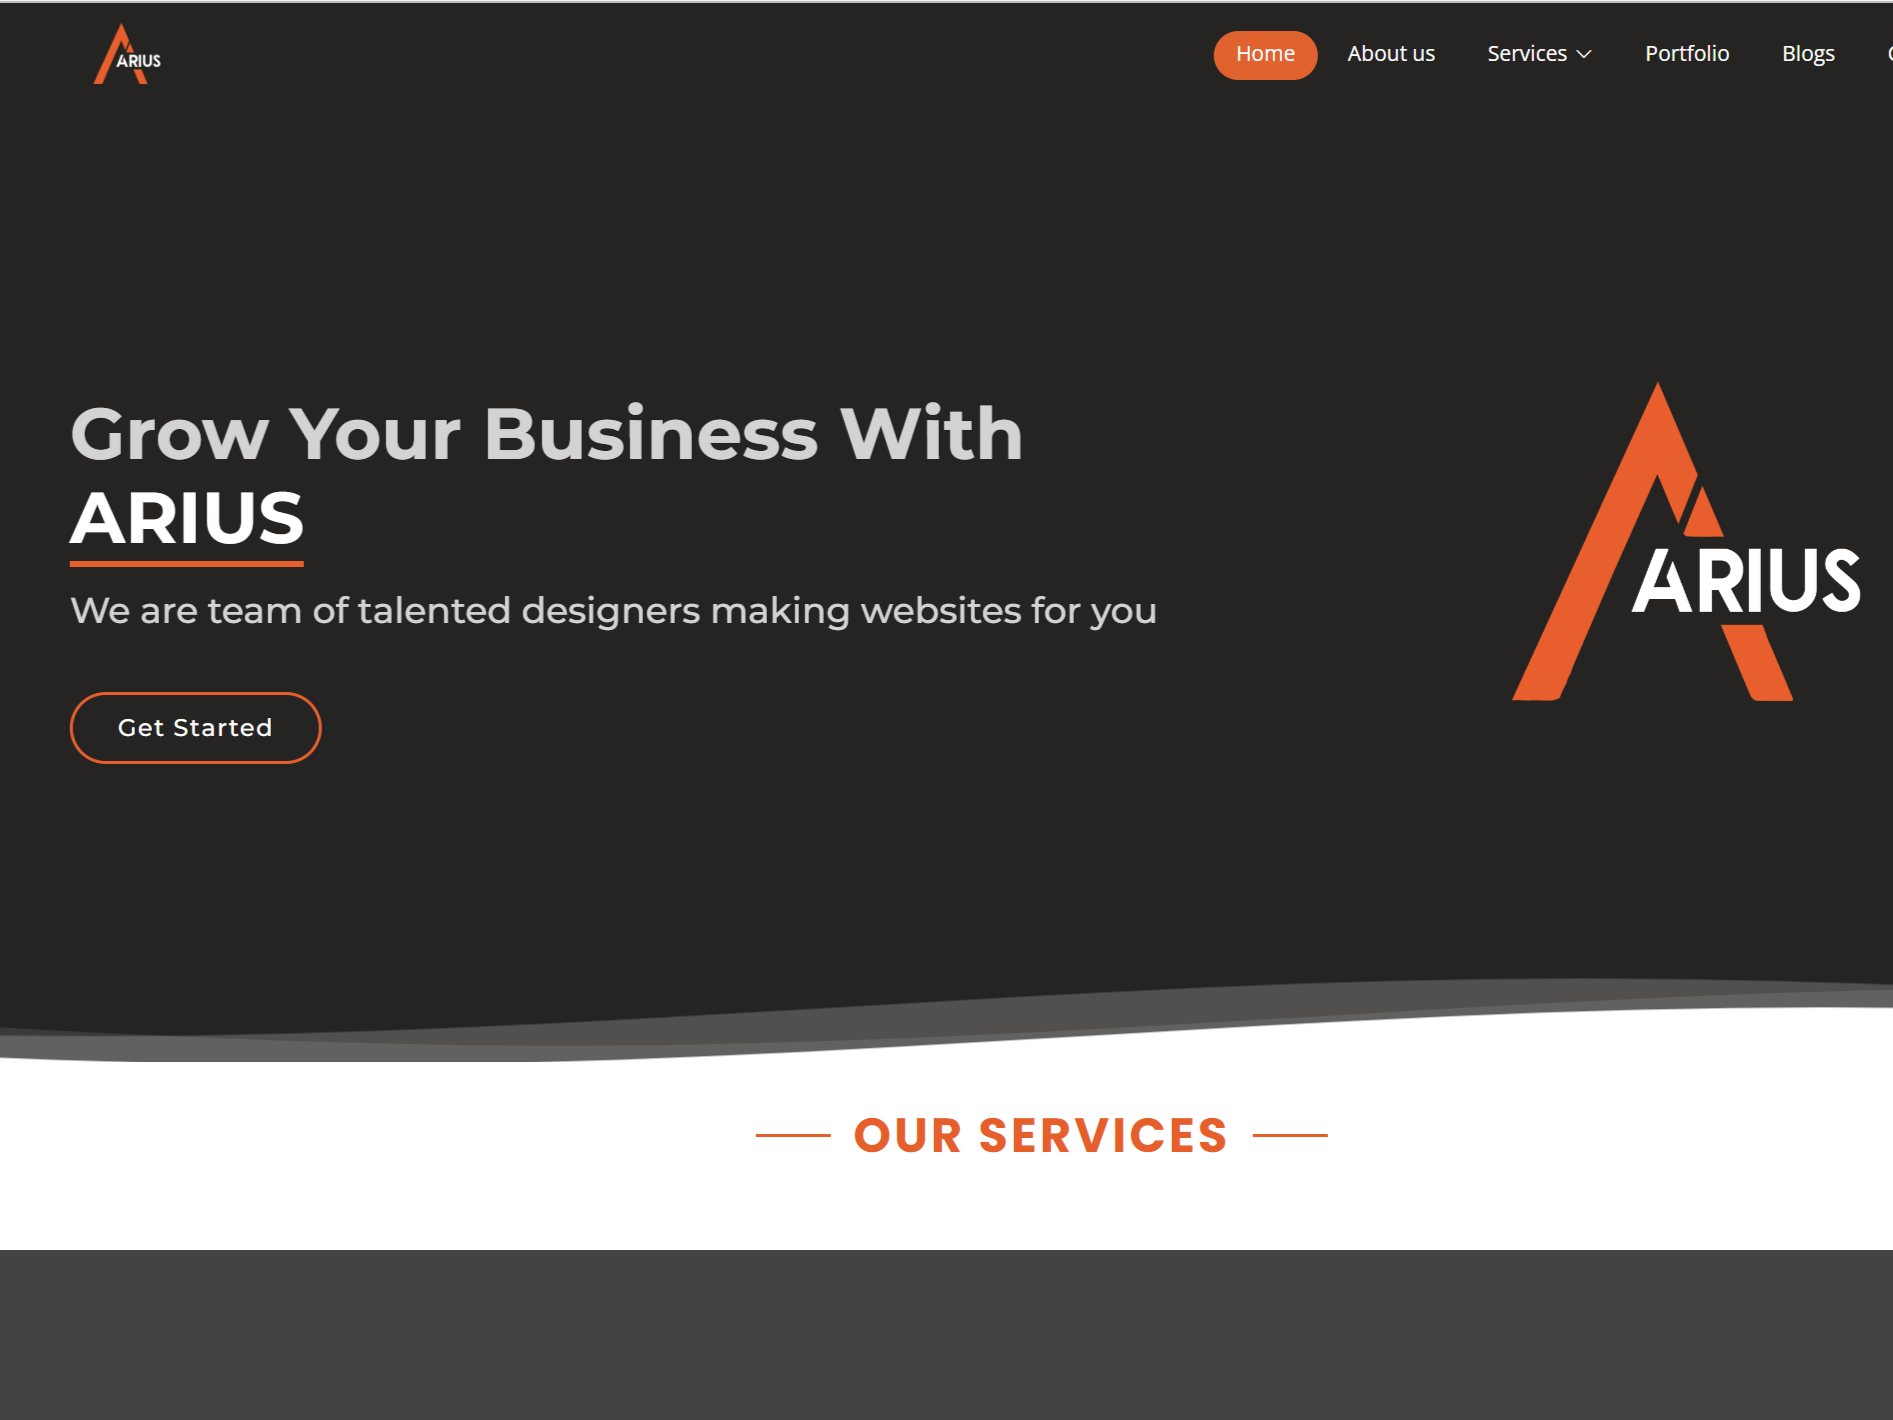 ARIUS
Home About us Services Portfolio Blogs
Grow Your Business With
ARIUS
We are team of talented designers making websites for you
ARIUS
Get Started
OUR SERVICES